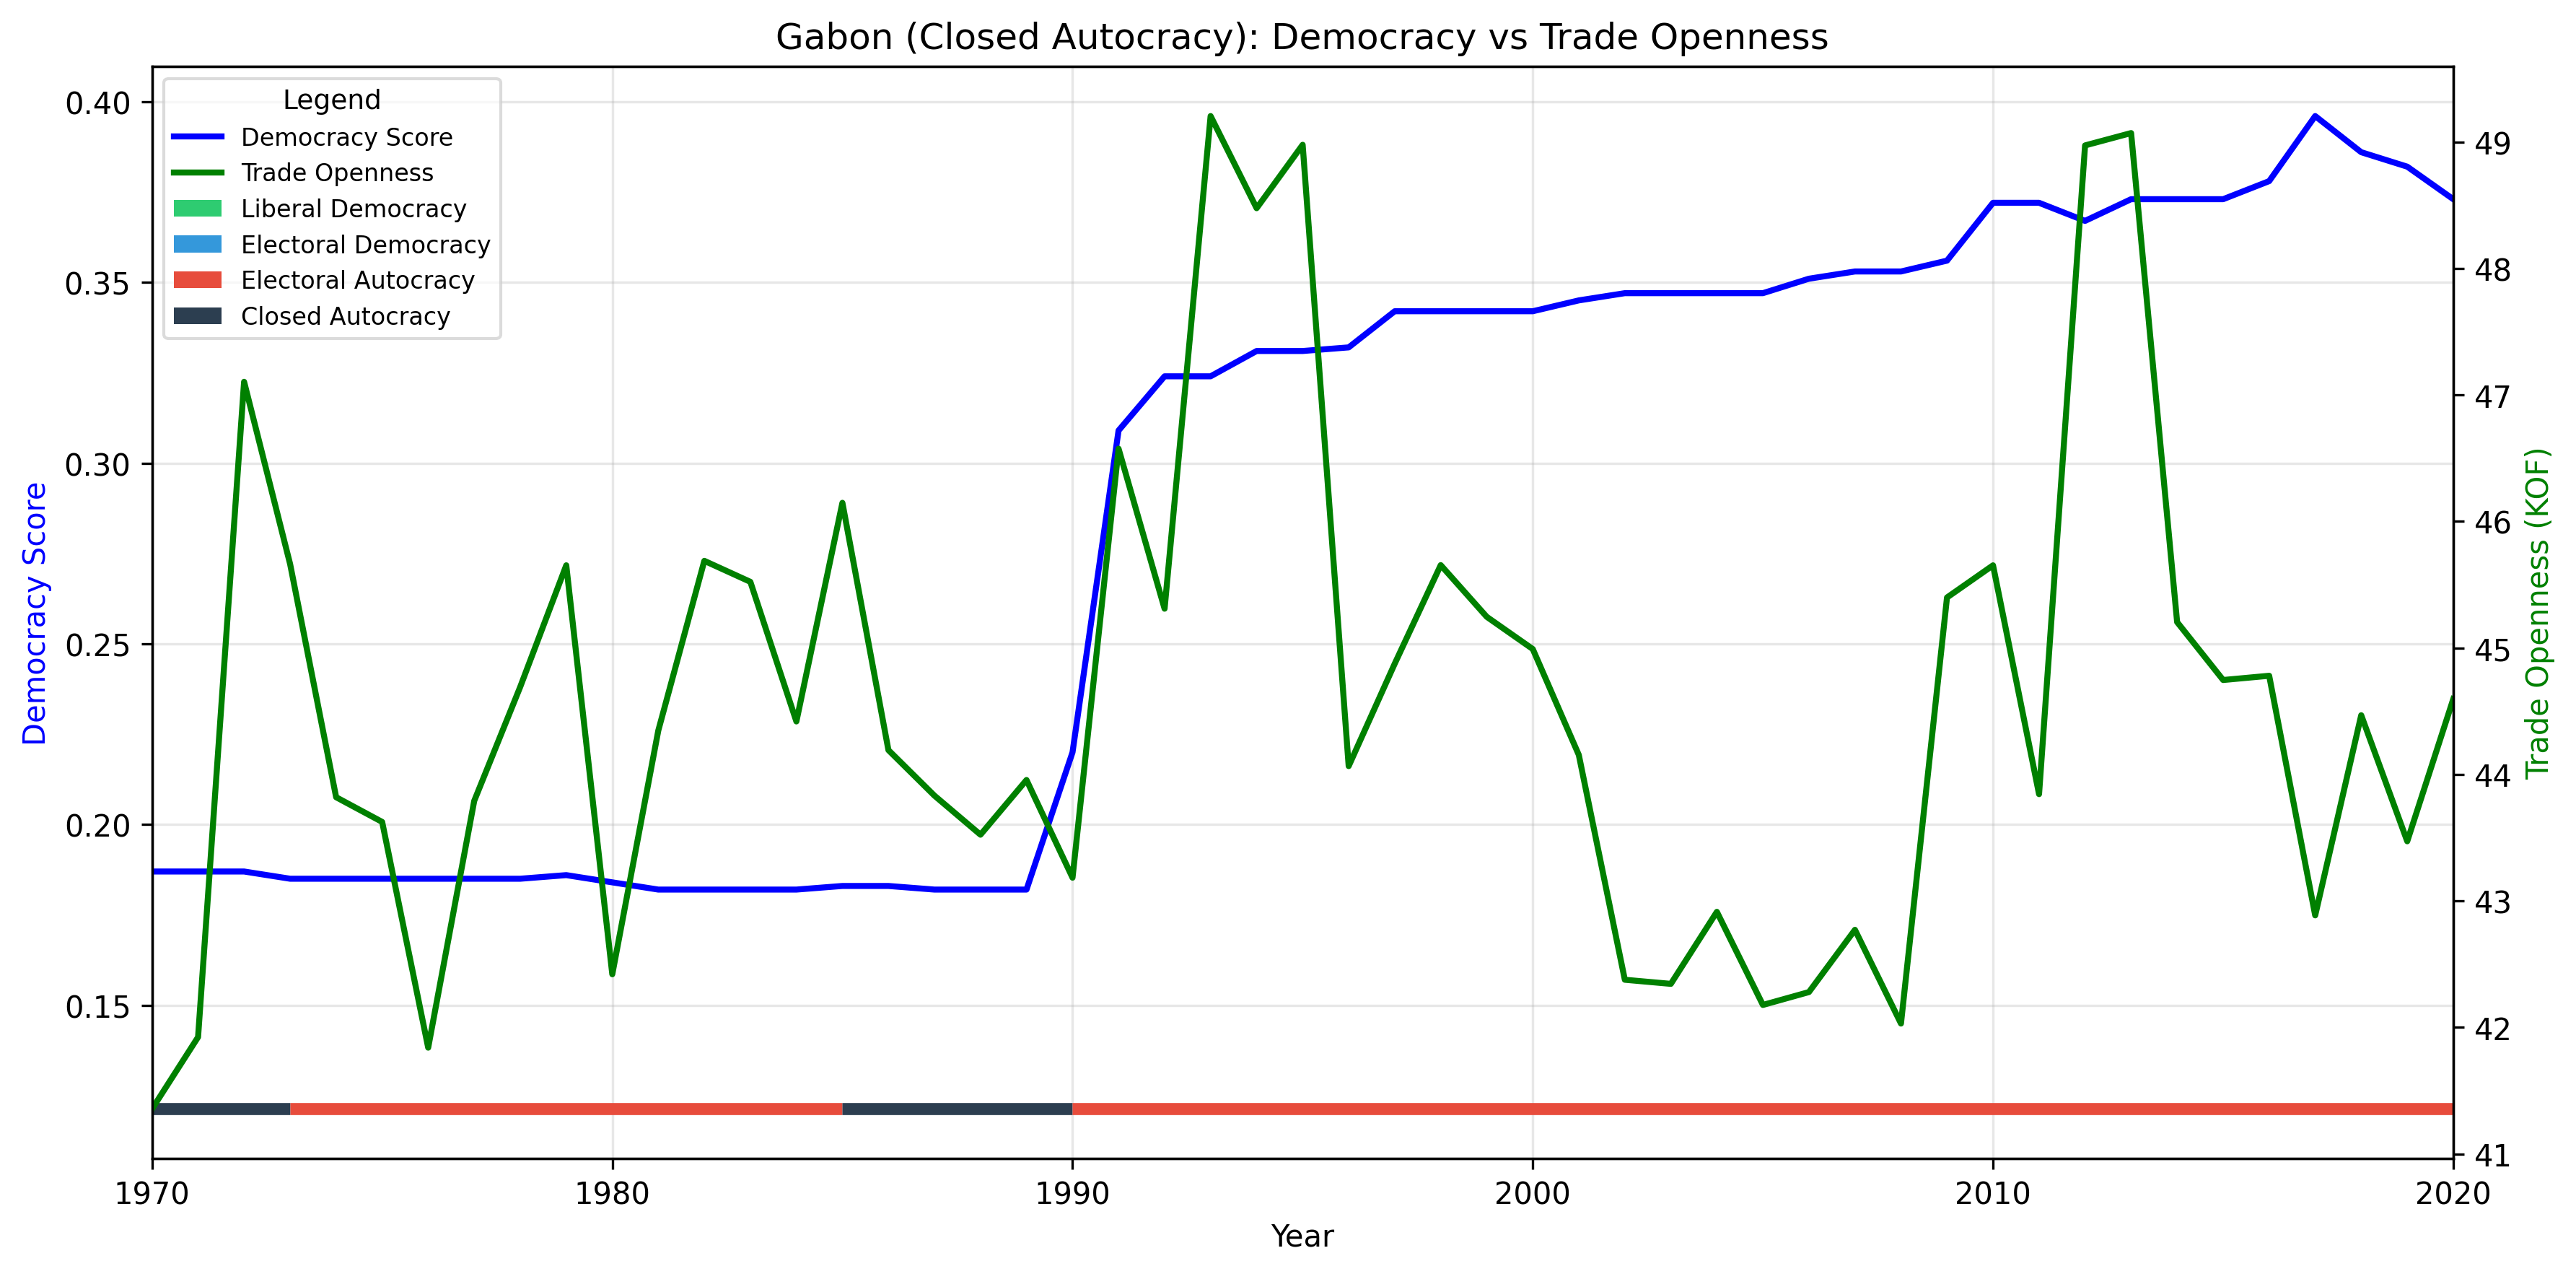 Gabon (Closed Autocracy): Democracy vs Trade Openness
Legend
Democracy Score
Trade Openness
Liberal Democracy
Electoral Democracy
Electoral Autocracy
Closed Autocracy
0.40
0.35
0.30
0.25
0.20
0.15
Democracy Score
49
48
47
46
45
44
43
42
41
Trade Openness (KOF)
1970 1980 1990 2000 2010 2020
Year